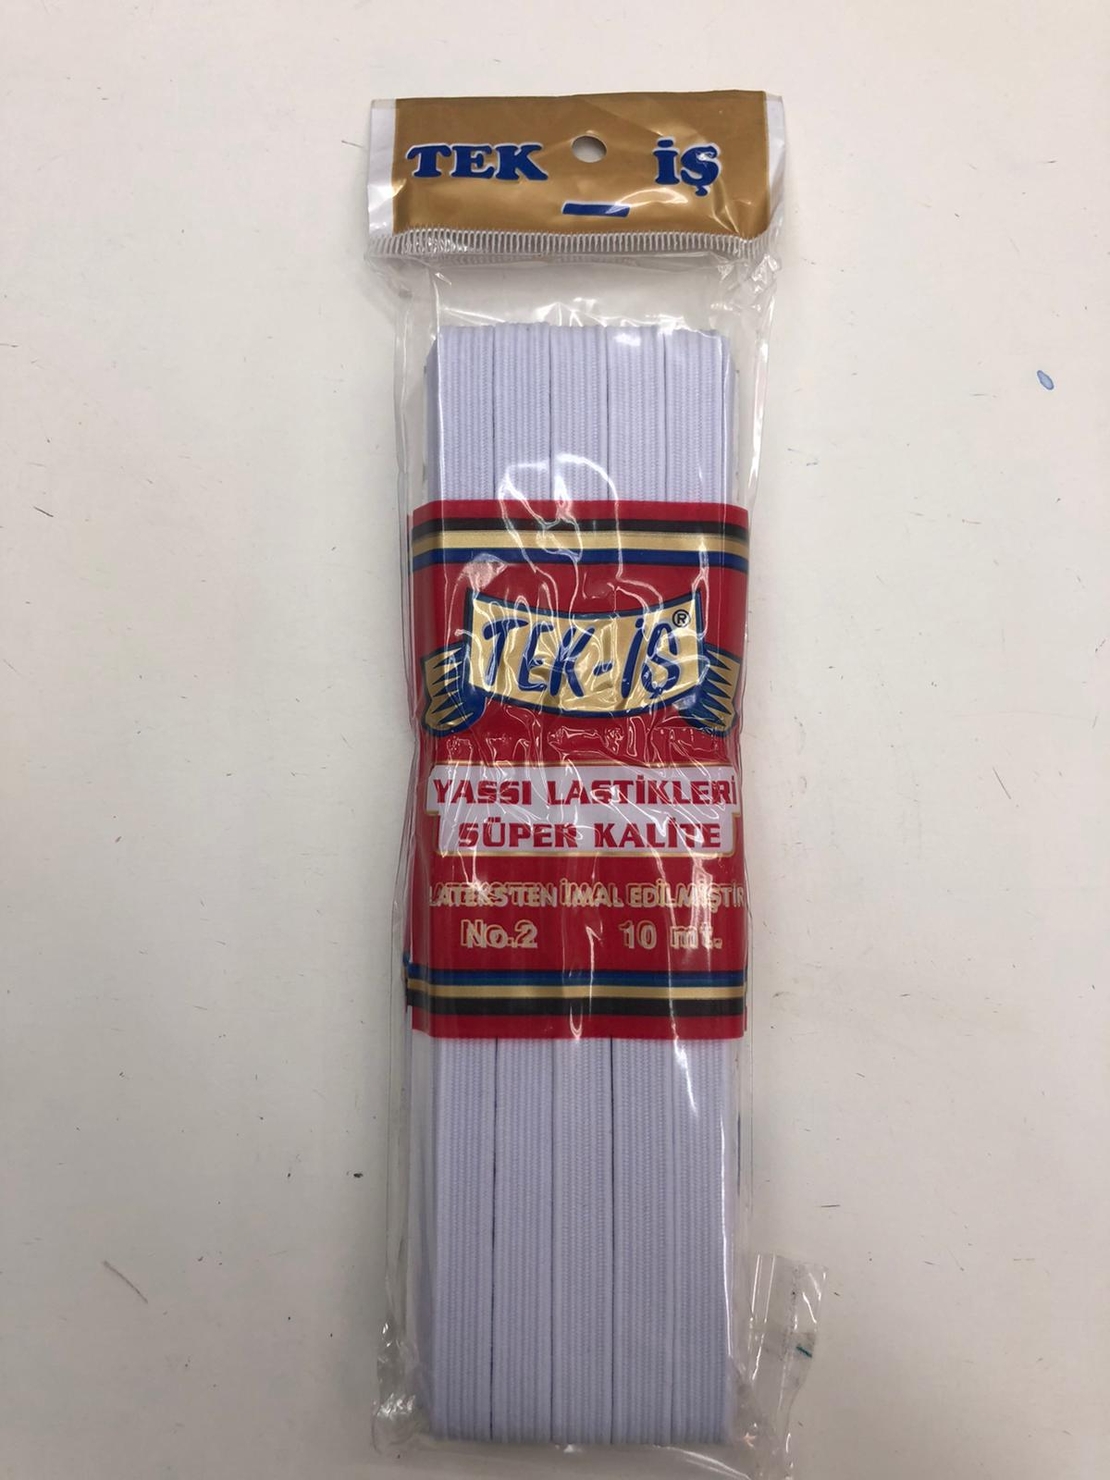 TEK - İŞ
TEK-İŞ®
YASSI LASTİKLERİ
SÜPER KALİTE
LATEKS'TEN İMAL EDİLMİŞTİR
No.2 10 mt.